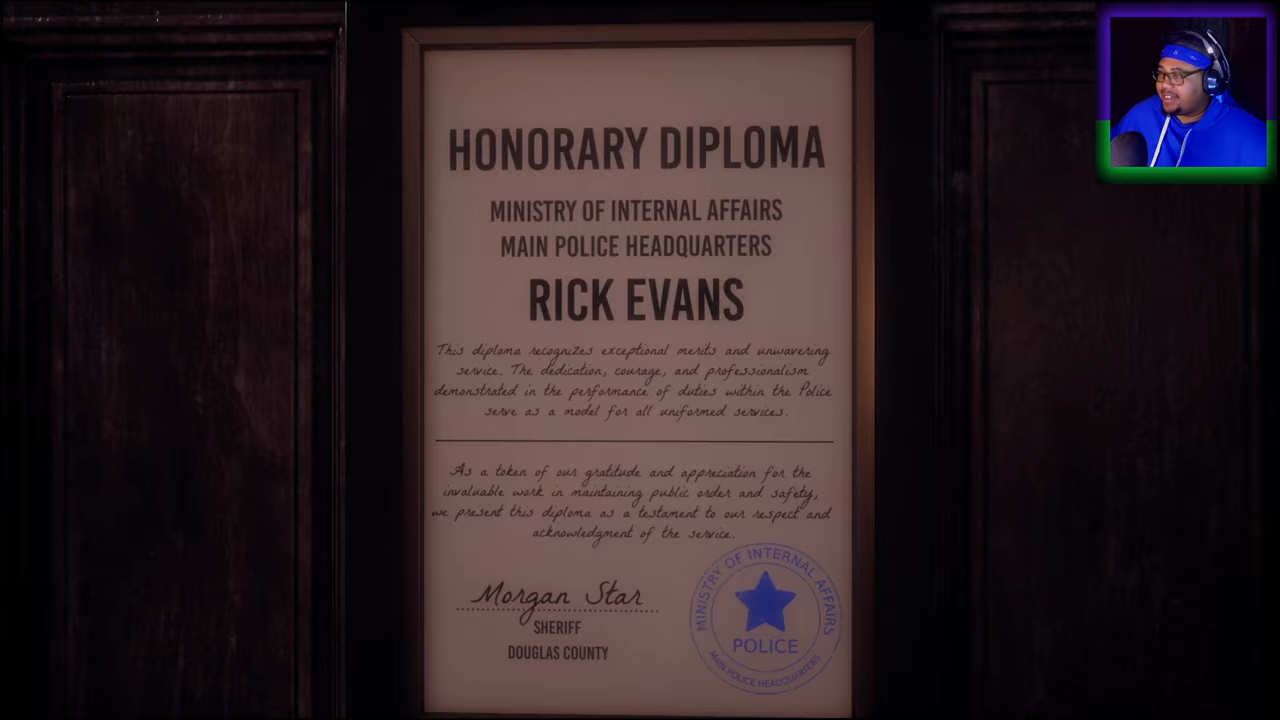 HONORARY DIPLOMA
MINISTRY OF INTERNAL AFFAIRS
MAIN POLICE HEADQUARTERS
RICK EVANS
This diploma recognizes exceptional merits and unwavering
service. The dedication, courage, and professionalism
demonstrated in the performance of duties within the Police
serve as a model for all uniformed services.
As a token of our gratitude and appreciation for the
invaluable work in maintaining public order and safety,
we present this diploma as a testament to our respect and
acknowledgment of the service.
Morgan Star
SHERIFF
DOUGLAS COUNTY
MINISTRY OF INTERNAL AFFAIRS
POLICE
MAIN POLICE HEADQUARTERS